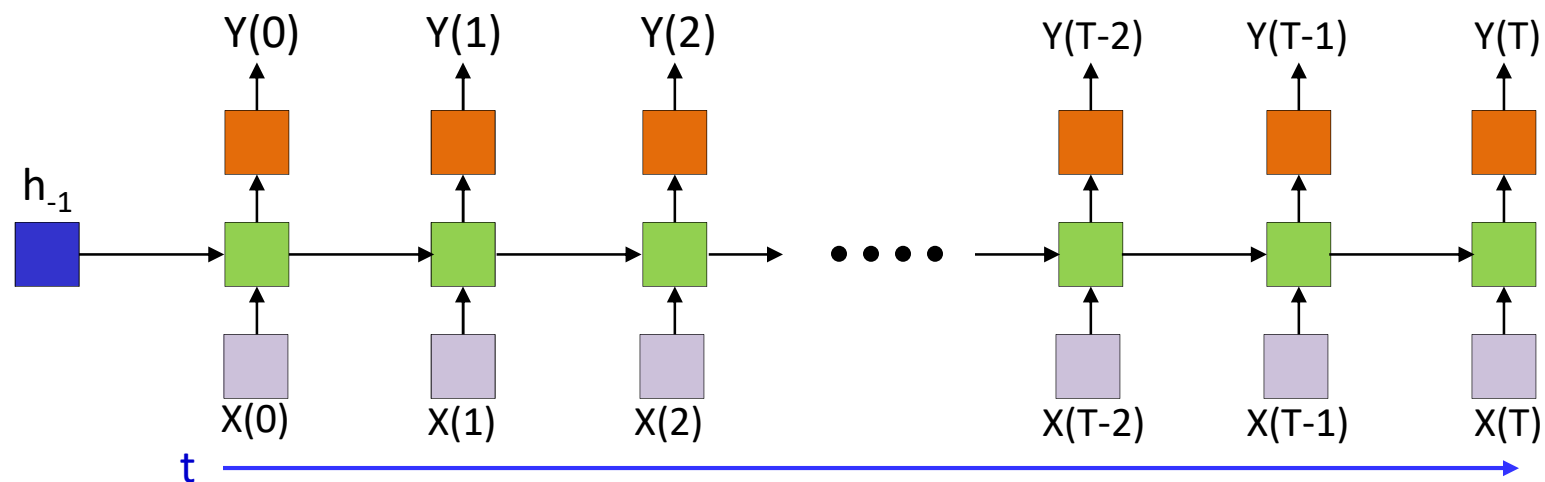 Y(0) Y(1) Y(2) Y(T-2) Y(T-1) Y(T)
h-1
X(0) X(1) X(2) X(T-2) X(T-1) X(T)
t